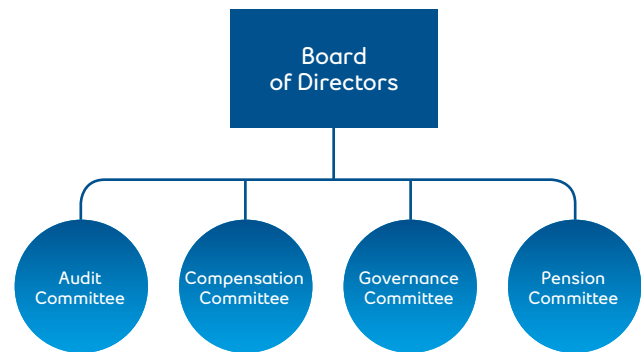 Board
of Directors
Audit
Committee
Compensation
Committee
Governance
Committee
Pension
Committee